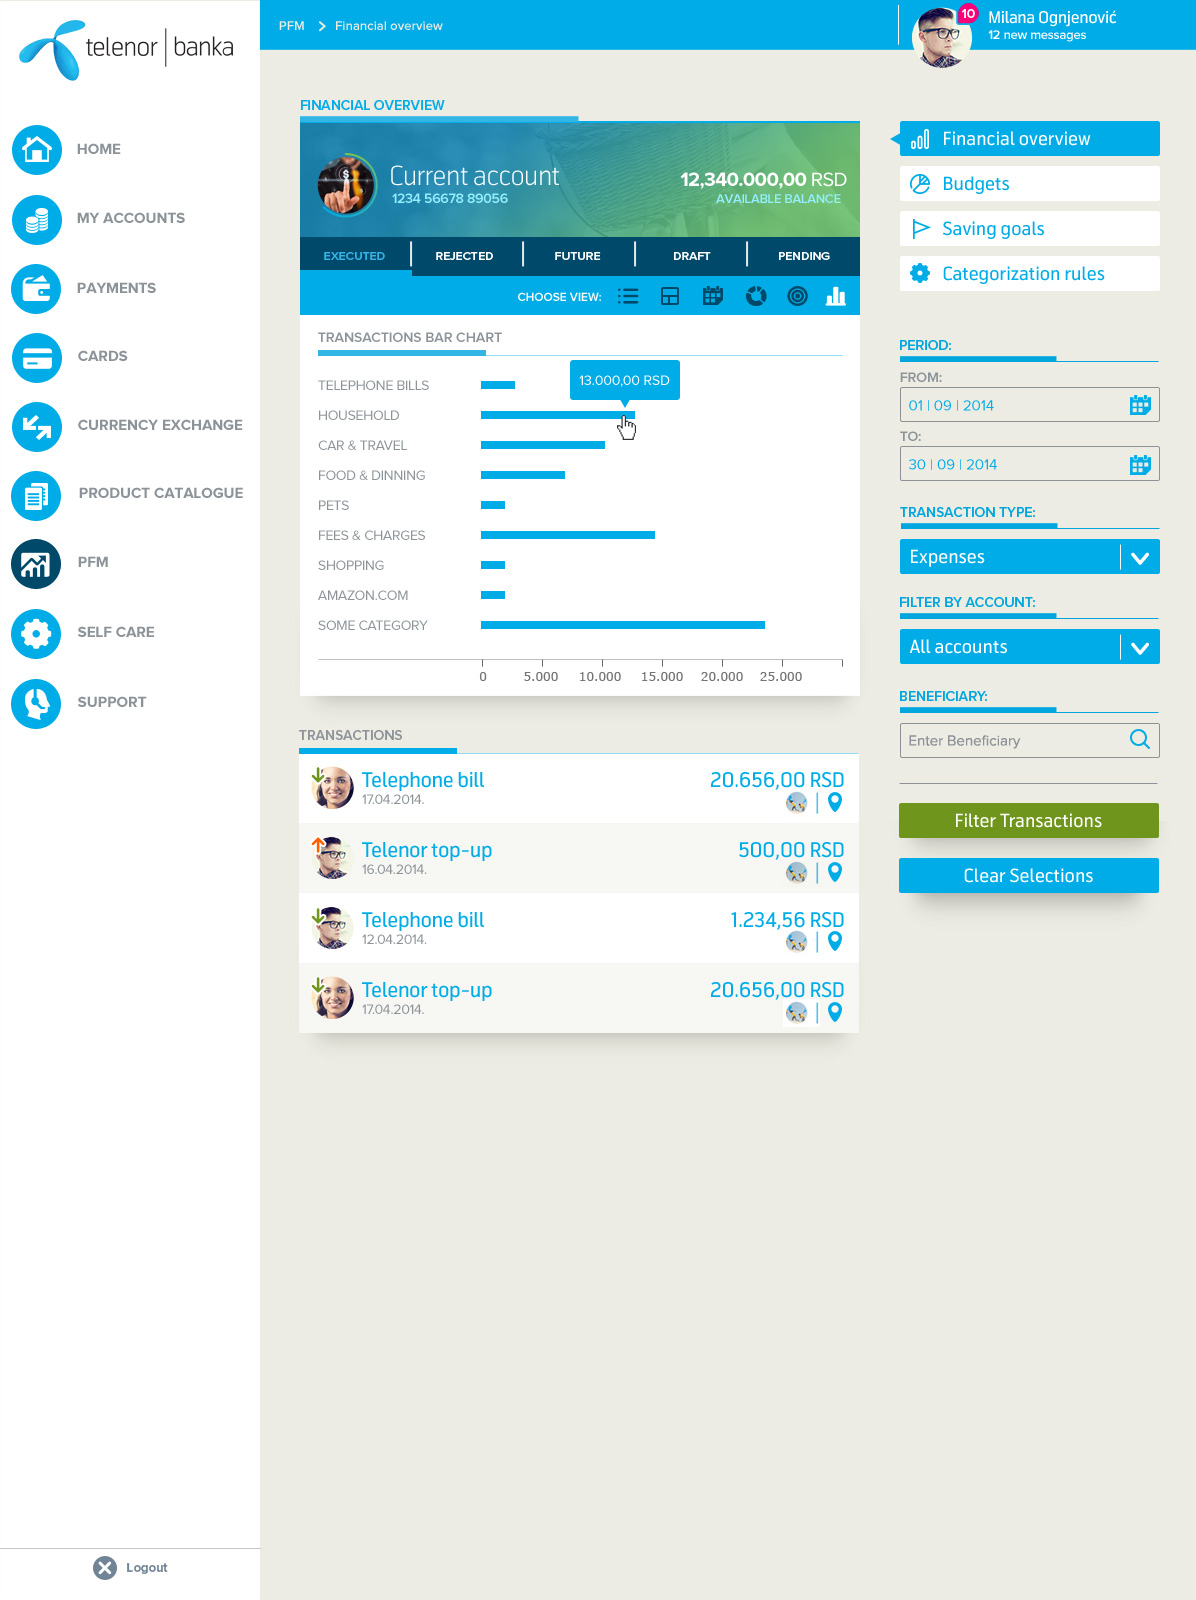 telenor | banka
HOME
MY ACCOUNTS
PAYMENTS
CARDS
CURRENCY EXCHANGE
PRODUCT CATALOGUE
PFM
SELF CARE
SUPPORT
Logout
PFM > Financial overview
10
Milana Ognjenović
12 new messages
FINANCIAL OVERVIEW
Current account
1234 56678 89056
12,340.000,00 RSD
AVAILABLE BALANCE
EXECUTED REJECTED FUTURE DRAFT PENDING
CHOOSE VIEW:
TRANSACTIONS BAR CHART
13.000,00 RSD
TELEPHONE BILLS
HOUSEHOLD
CAR & TRAVEL
FOOD & DINNING
PETS
FEES & CHARGES
SHOPPING
AMAZON.COM
SOME CATEGORY
0 5.000 10.000 15.000 20.000 25.000
TRANSACTIONS
Telephone bill 20.656,00 RSD
17.04.2014.
Telenor top-up 500,00 RSD
16.04.2014.
Telephone bill 1.234,56 RSD
12.04.2014.
Telenor top-up 20.656,00 RSD
17.04.2014.
Financial overview
Budgets
Saving goals
Categorization rules
PERIOD:
FROM:
01 | 09 | 2014
TO:
30 | 09 | 2014
TRANSACTION TYPE:
Expenses
FILTER BY ACCOUNT:
All accounts
BENEFICIARY:
Enter Beneficiary
Filter Transactions
Clear Selections